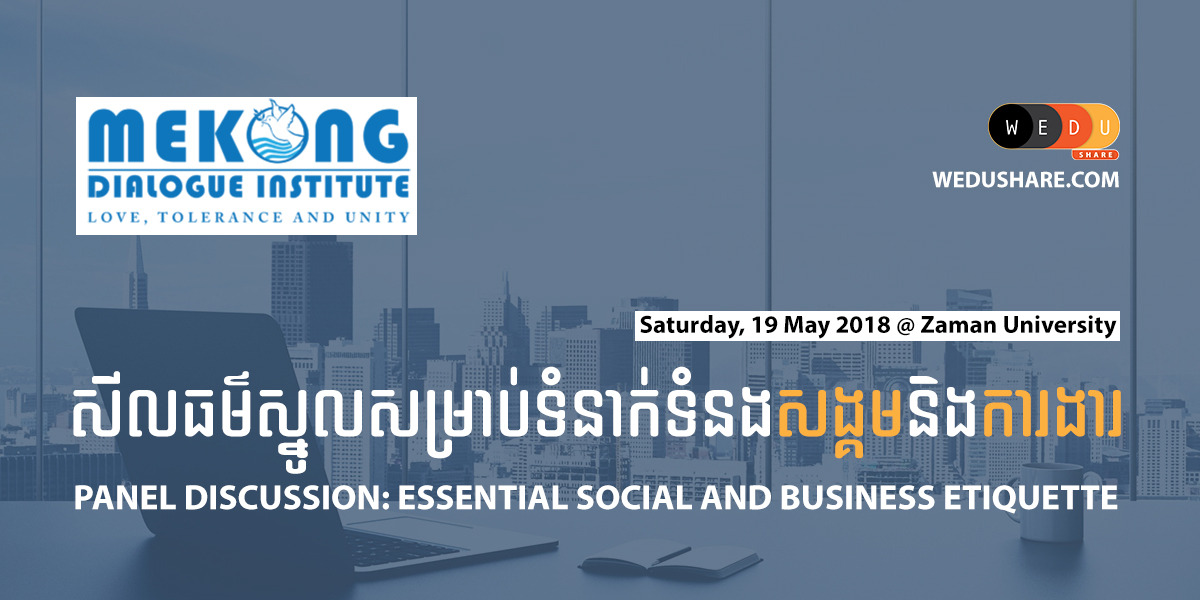 MEKONG
DIALOGUE INSTITUTE
LOVE, TOLERANCE AND UNITY
WEDU
SHARE
WEDUSHARE.COM
Saturday, 19 May 2018 @ Zaman University
សីលធម៌ស្នូលសម្រាប់ទំនាក់ទំនងសង្គមនិងការងារ
PANEL DISCUSSION: ESSENTIAL SOCIAL AND BUSINESS ETIQUETTE